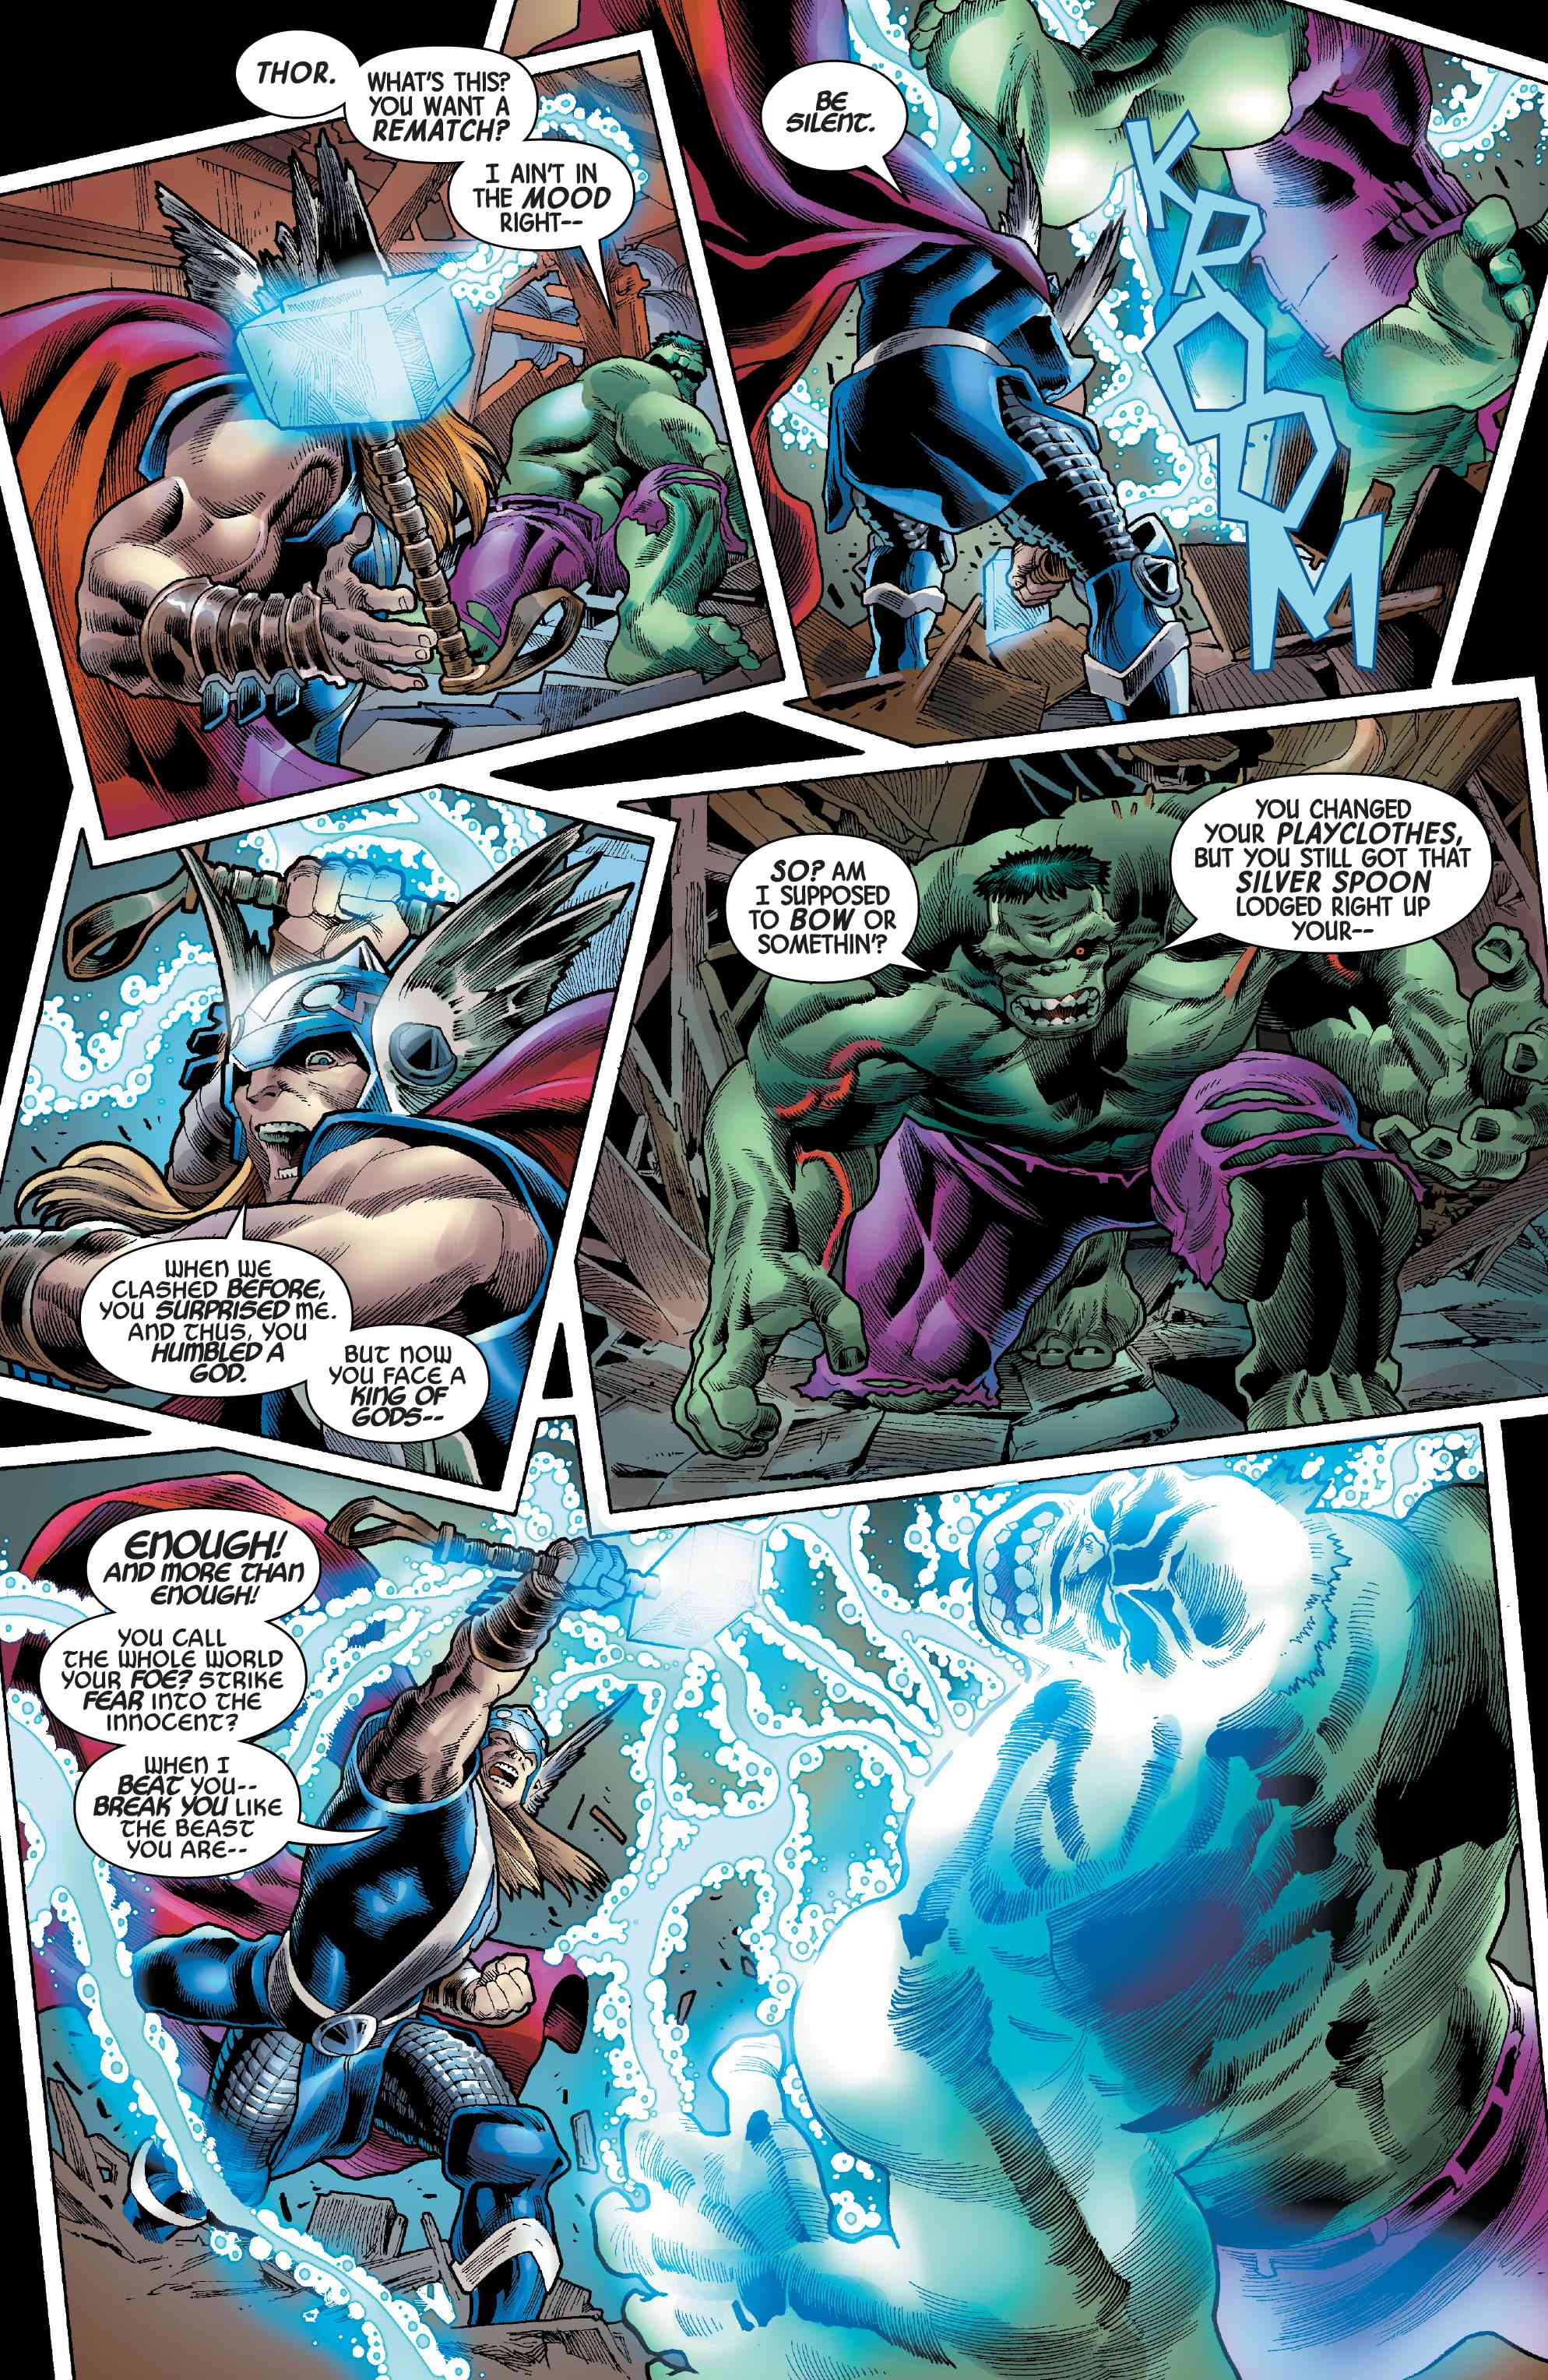 THOR.
WHAT'S THIS?
YOU WANT A
REMATCH?
I AIN'T IN
THE MOOD
RIGHT--
BE
SILENT.
KROOOM
WHEN WE
CLASHED BEFORE,
YOU SURPRISED ME.
AND THUS, YOU
HUMBLED A
GOD.
BUT NOW
YOU FACE A
KING OF
GODS--
SO? AM
I SUPPOSED
TO BOW OR
SOMETHIN'?
YOU CHANGED
YOUR PLAYCLOTHES,
BUT YOU STILL GOT THAT
SILVER SPOON
LODGED RIGHT UP
YOUR--
ENOUGH!
AND MORE THAN
ENOUGH!
YOU CALL
THE WHOLE WORLD
YOUR FOE? STRIKE
FEAR INTO THE
INNOCENT?
WHEN I
BEAT YOU--
BREAK YOU LIKE
THE BEAST
YOU ARE--